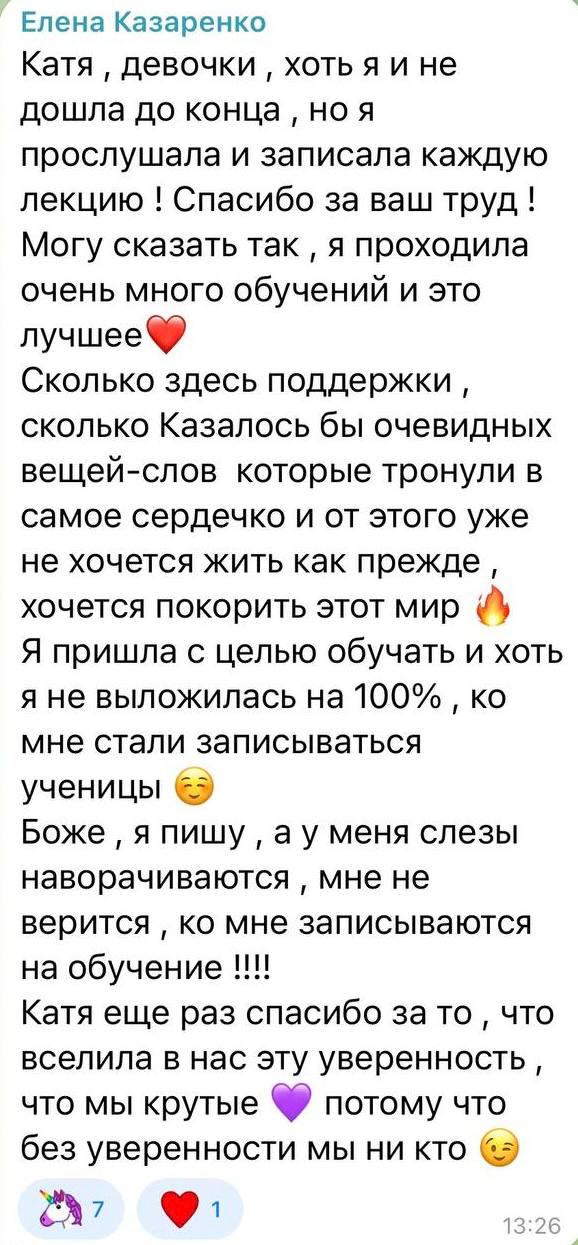 Елена Казаренко
Катя , девочки , хоть я и не
дошла до конца , но я
прослушала и записала каждую
лекцию ! Спасибо за ваш труд !
Могу сказать так , я проходила
очень много обучений и это
лучшее❤️
Сколько здесь поддержки ,
сколько Казалось бы очевидных
вещей-слов  которые тронули в
самое сердечко и от этого уже
не хочется жить как прежде ,
хочется покорить этот мир 🔥
Я пришла с целью обучать и хоть
я не выложилась на 100% , ко
мне стали записываться
ученицы ☺️
Боже , я пишу , а у меня слезы
наворачиваются , мне не
верится , ко мне записываются
на обучение !!!!
Катя еще раз спасибо за то , что
вселила в нас эту уверенность ,
что мы крутые 💜 потому что
без уверенности мы ни кто 😉
🦄 7 ❤️ 1
13:26